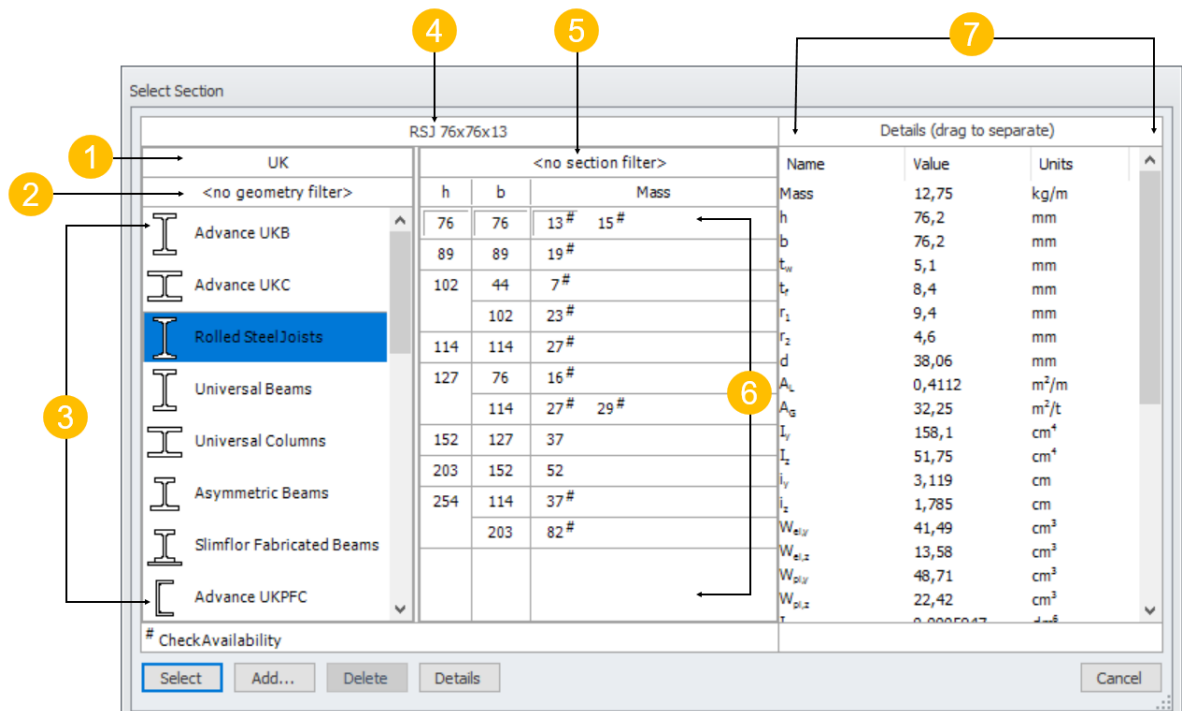 4
5
7
Select Section
RSJ 76x76x13
Details (drag to separate)
1
UK
<no section filter>
Name Value Units
2
<no geometry filter>
h b Mass
3
Advance UKB
Advance UKC
Rolled Steel Joists
Universal Beams
Universal Columns
Asymmetric Beams
Slimflor Fabricated Beams
Advance UKPFC
76 76 13# 15#
89 89 19#
102 44 7#
102 23#
114 114 27#
127 76 16#
114 27# 29#
152 127 37
203 152 52
254 114 37#
203 82#
6
Mass 12,75 kg/m
h 76,2 mm
b 76,2 mm
tw 5,1 mm
tf 8,4 mm
r1 9,4 mm
r2 4,6 mm
d 38,06 mm
AL 0,4112 m²/m
AG 32,25 m²/t
Iy 158,1 cm⁴
Iz 51,75 cm⁴
iy 3,119 cm
iz 1,785 cm
Wel,y 41,49 cm³
Wel,z 13,58 cm³
Wpl,y 48,71 cm³
Wpl,z 22,42 cm³
# Check Availability
Select Add... Delete Details Cancel